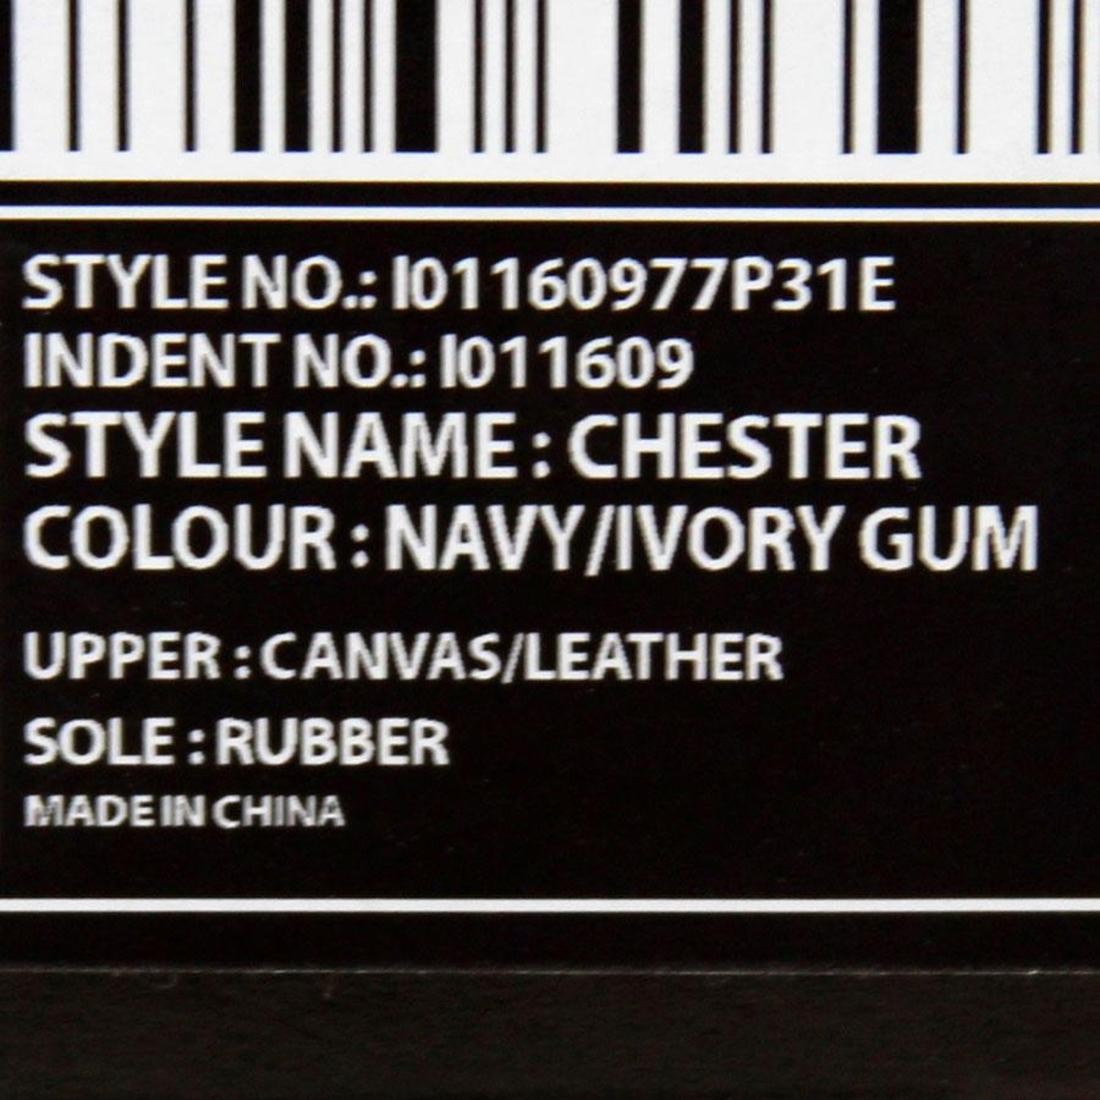 STYLE NO.: I01160977P31E
INDENT NO.: I011609
STYLE NAME : CHESTER
COLOUR : NAVY/IVORY GUM
UPPER : CANVAS/LEATHER
SOLE : RUBBER
MADE IN CHINA